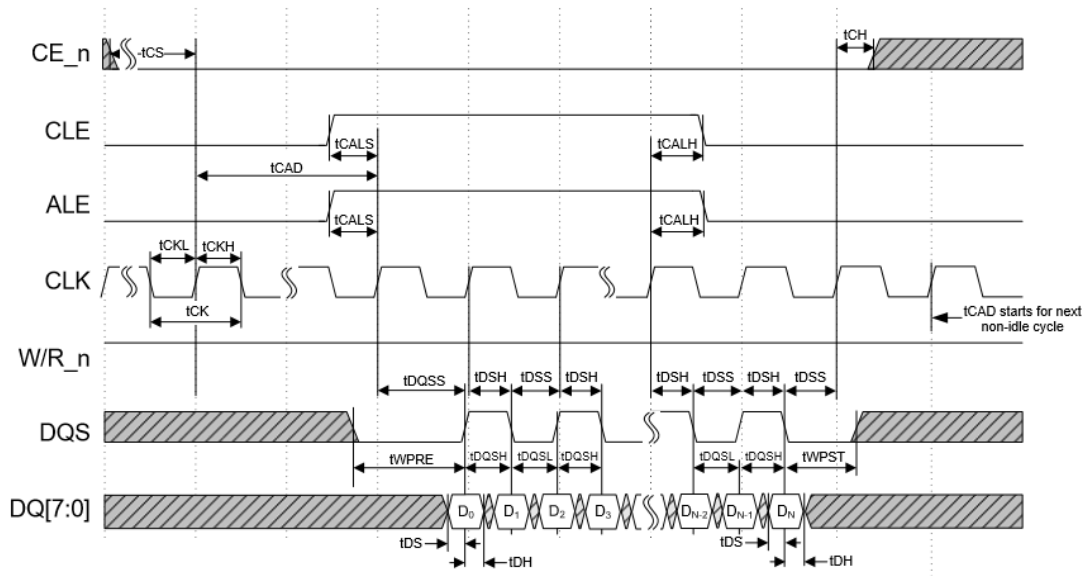 CE_n
tCS
tCH
CLE
tCALS
tCALH
tCAD
ALE
tCALS
tCALH
tCKL
tCKH
CLK
tCK
tCAD starts for next
non-idle cycle
W/R_n
tDQSS
tDSH
tDSS
tDSH
tDSH
tDSS
tDSH
tDSS
DQS
tWPRE
tDQSH
tDQSL
tDQSH
tDQSL
tDQSH
tWPST
DQ[7:0]
D0
D1
D2
D3
DN-2
DN-1
DN
tDS
tDH
tDS
tDH